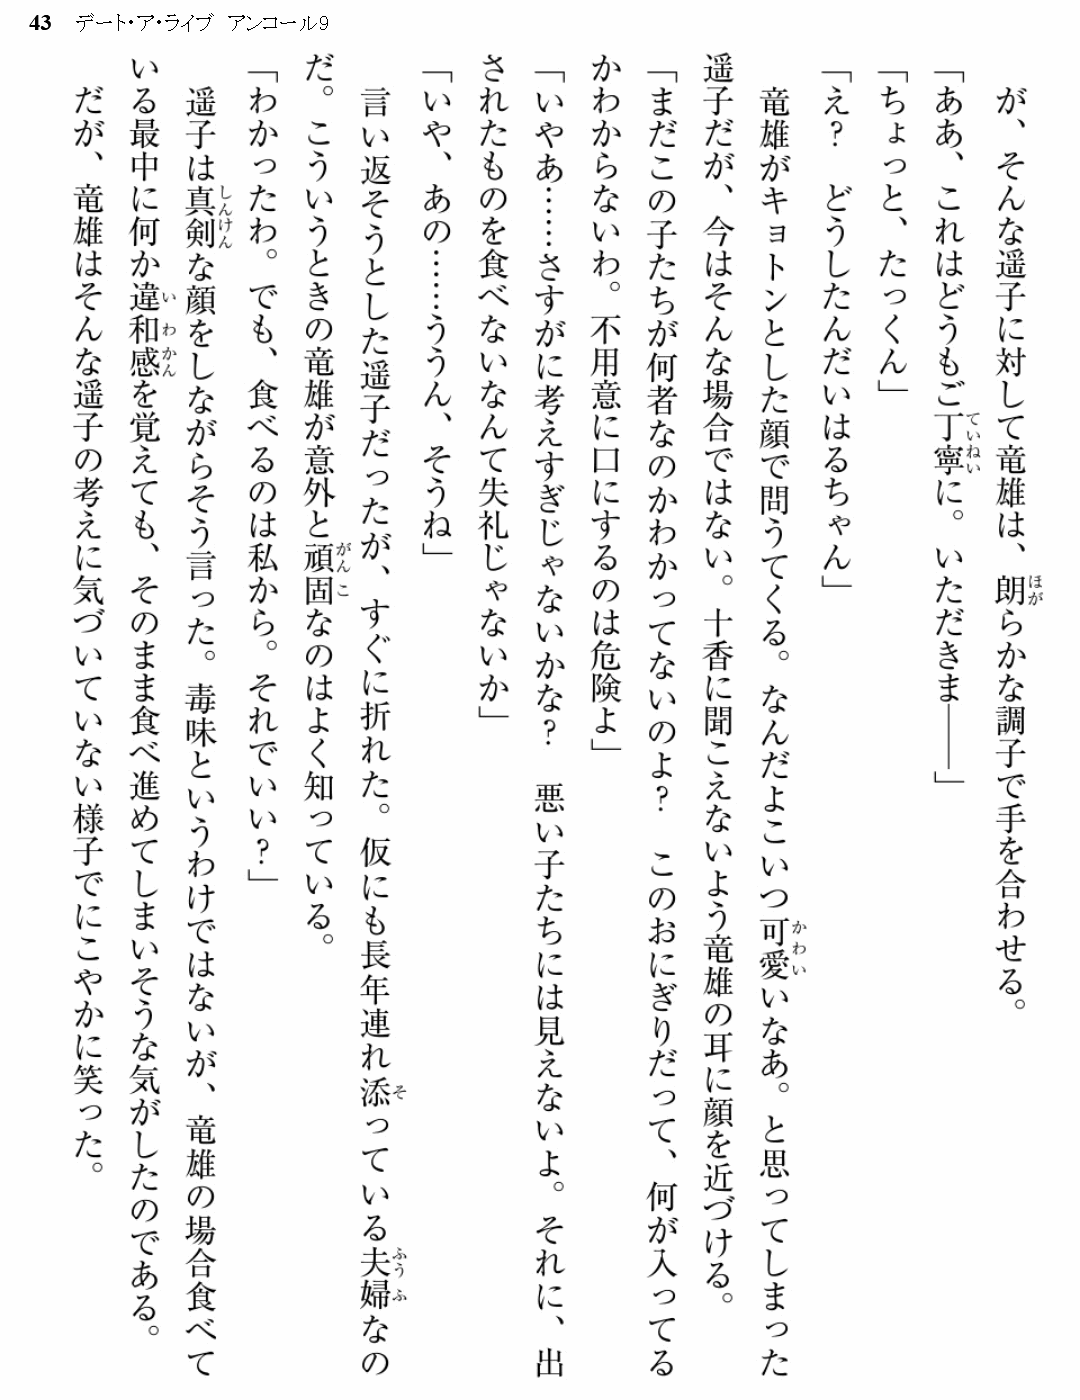 43 デート・ア・ライブ アンコール9
が、そんな遥子に対して竜雄は、朗らかな調子で手を合わせる。
「ああ、これはどうもご丁寧に。いただきま――」
「ちょっと、たっくん」
「え？　どうしたんだいはるちゃん」
竜雄がキョトンとした顔で問うてくる。なんだよこいつ可愛いなあ。と思ってしまった
遥子だが、今はそんな場合ではない。十香に聞こえないよう竜雄の耳に顔を近づける。
「まだこの子たちが何者なのかわかってないのよ？　このおにぎりだって、何が入ってる
かわからないわ。不用意に口にするのは危険よ」
「いやあ……さすがに考えすぎじゃないかな？　悪い子たちには見えないよ。それに、出
されたものを食べないなんて失礼じゃないか」
「いや、あの……ううん、そうね」
言い返そうとした遥子だったが、すぐに折れた。仮にも長年連れ添っている夫婦なの
だ。こういうときの竜雄が意外と頑固なのはよく知っている。
「わかったわ。でも、食べるのは私から。それでいい？」
遥子は真剣な顔をしながらそう言った。毒味というわけではないが、竜雄の場合食べて
いる最中に何か違和感を覚えても、そのまま食べ進めてしまいそうな気がしたのである。
だが、竜雄はそんな遥子の考えに気づいていない様子でにこやかに笑った。